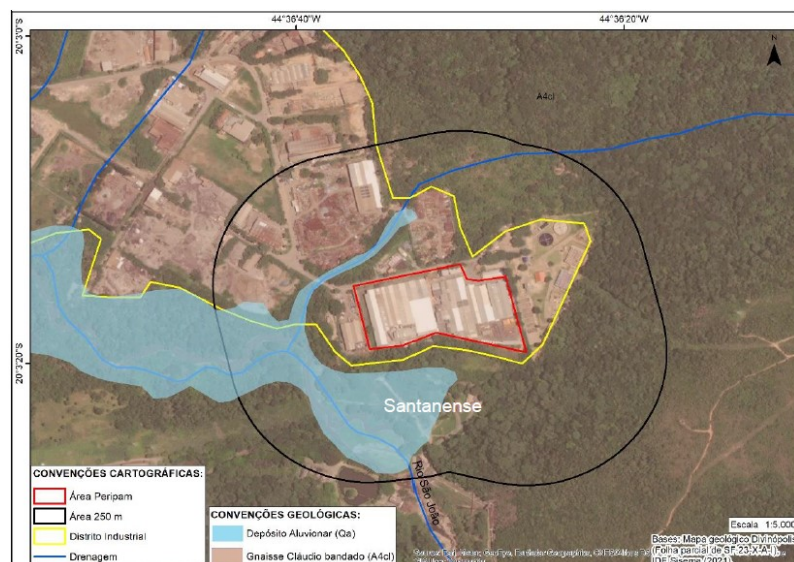 44°36'40"W
44°36'20"W
20°3'0"S
20°3'20"S
N
A4cl
Santanense
Rio São João
CONVENÇÕES CARTOGRÁFICAS:
Área Peripam
Área 250 m
Distrito Industrial
Drenagem
CONVENÇÕES GEOLÓGICAS:
Depósito Aluvionar (Qa)
Gnaisse Cláudio bandado (A4cl)
Escala 1:5.000
Bases: Mapa geológico Divinópolis
(Folha parcial de SF-23-X-A-I),
IDE-Sisema (2021)